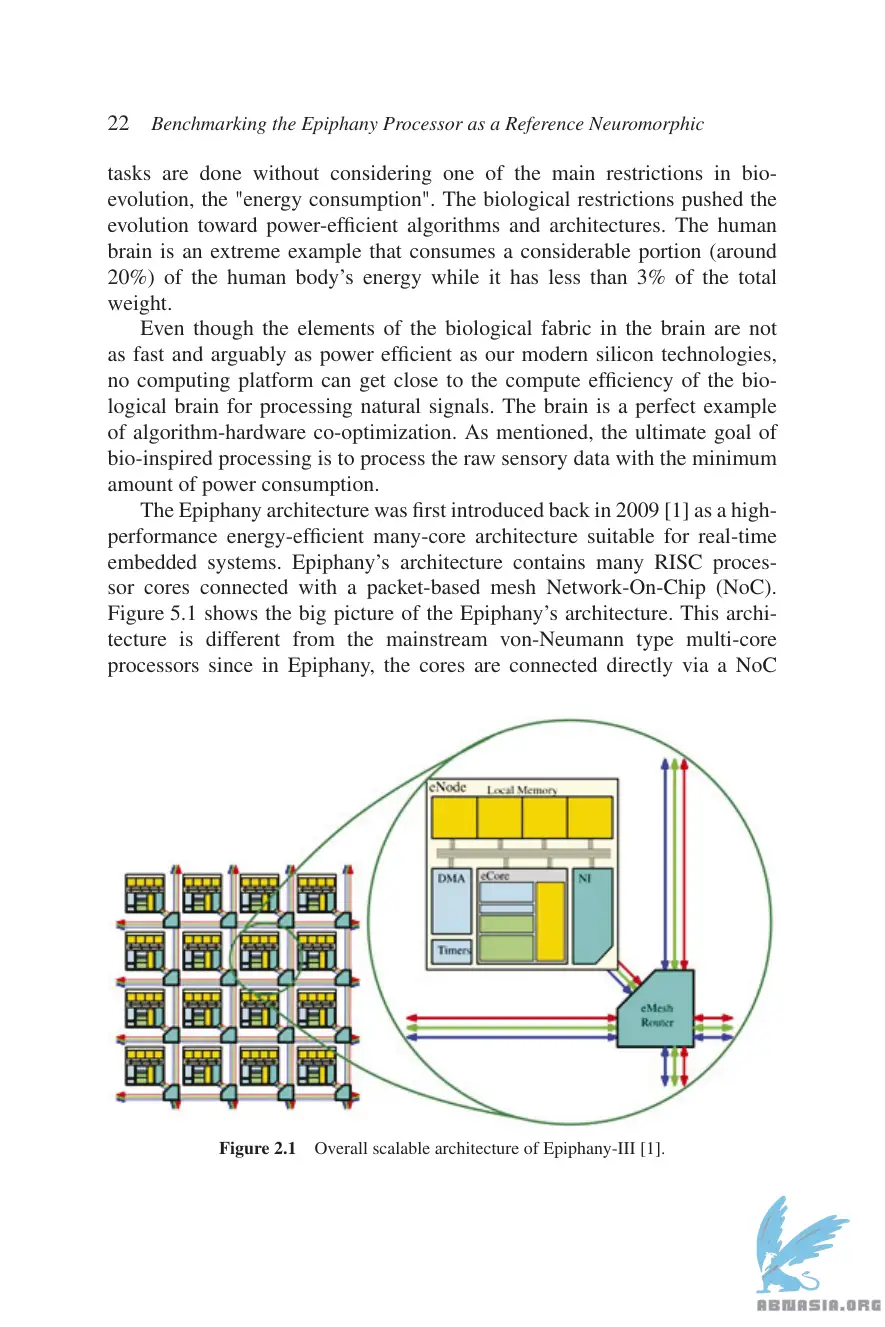 22 Benchmarking the Epiphany Processor as a Reference Neuromorphic
tasks are done without considering one of the main restrictions in bio-
evolution, the "energy consumption". The biological restrictions pushed the
evolution toward power-efficient algorithms and architectures. The human
brain is an extreme example that consumes a considerable portion (around
20%) of the human body's energy while it has less than 3% of the total
weight.
Even though the elements of the biological fabric in the brain are not
as fast and arguably as power efficient as our modern silicon technologies,
no computing platform can get close to the compute efficiency of the bio-
logical brain for processing natural signals. The brain is a perfect example
of algorithm-hardware co-optimization. As mentioned, the ultimate goal of
bio-inspired processing is to process the raw sensory data with the minimum
amount of power consumption.
The Epiphany architecture was first introduced back in 2009 [1] as a high-
performance energy-efficient many-core architecture suitable for real-time
embedded systems. Epiphany's architecture contains many RISC proces-
sor cores connected with a packet-based mesh Network-On-Chip (NoC).
Figure 5.1 shows the big picture of the Epiphany's architecture. This archi-
tecture is different from the mainstream von-Neumann type multi-core
processors since in Epiphany, the cores are connected directly via a NoC
eNode
Local Memory
DMA
eCore
NI
Timers
eMesh
Router
Figure 2.1 Overall scalable architecture of Epiphany-III [1].
ABNASIA.ORG